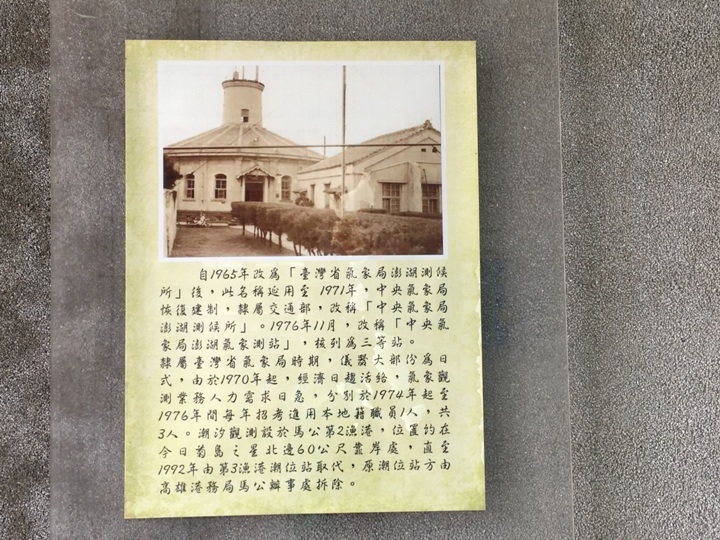 自1965年改為「臺灣省氣象局澎湖測候
所」後，此名稱延用至 1971年，中央氣象局
恢復建制，隸屬交通部，改稱「中央氣象局
澎湖測候所」。1976年11月，改稱「中央氣
象局澎湖氣象測站」，核列為三等站。
隸屬臺灣省氣象局時期，儀器大部份為日
式，由於1970年起，經濟日趨活絡，氣象觀
測業務人力需求日急，分別於1974年起至
1976年間每年招考進用本地籍職員1人，共
3人。潮汐觀測設於馬公第2漁港，位置約在
今日菊島之星北邊60公尺靠岸處，直至
1992年由第3漁港潮位站取代，原潮位站方由
高雄港務局馬公辦事處拆除。